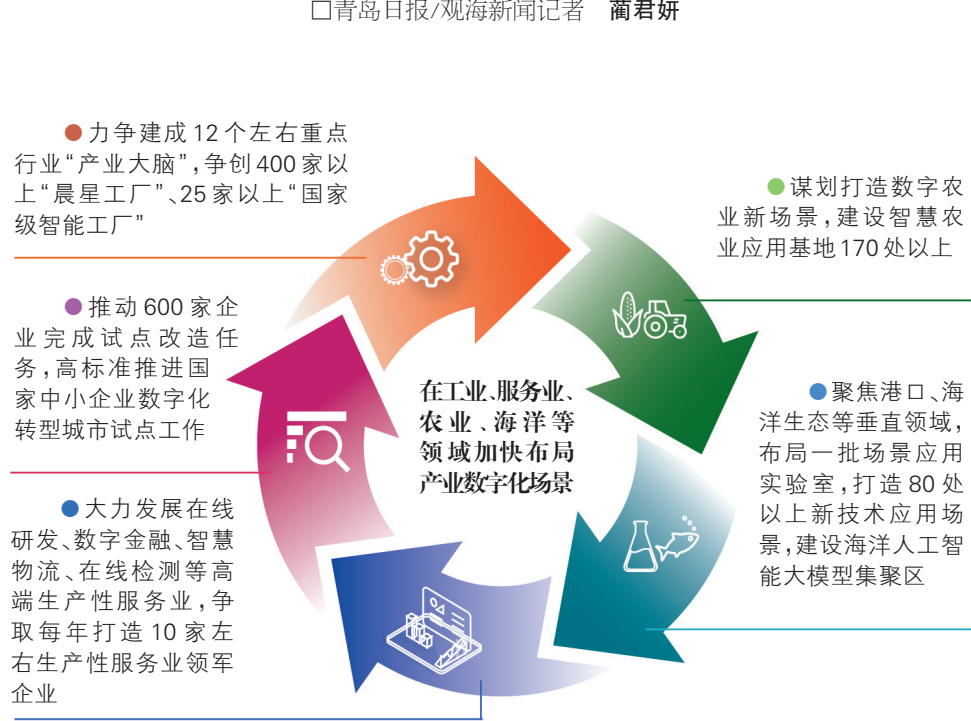 □青岛日报/观海新闻记者 蔺君妍
●力争建成12个左右重点
行业“产业大脑”,争创400家以
上“晨星工厂”、25家以上“国家
级智能工厂”
●谋划打造数字农
业新场景,建设智慧农
业应用基地170处以上
●推动600家企
业完成试点改造任
务,高标准推进国
家中小企业数字化
转型城市试点工作
在工业、服务业、
农业、海洋等
领域加快布局
产业数字化场景
●聚焦港口、海
洋生态等垂直领域,
布局一批场景应用
实验室,打造80处
以上新技术应用场
景,建设海洋人工智
能大模型集聚区
●大力发展在线
研发、数字金融、智慧
物流、在线检测等高
端生产性服务业,争
取每年打造10家左
右生产性服务业领军
企业